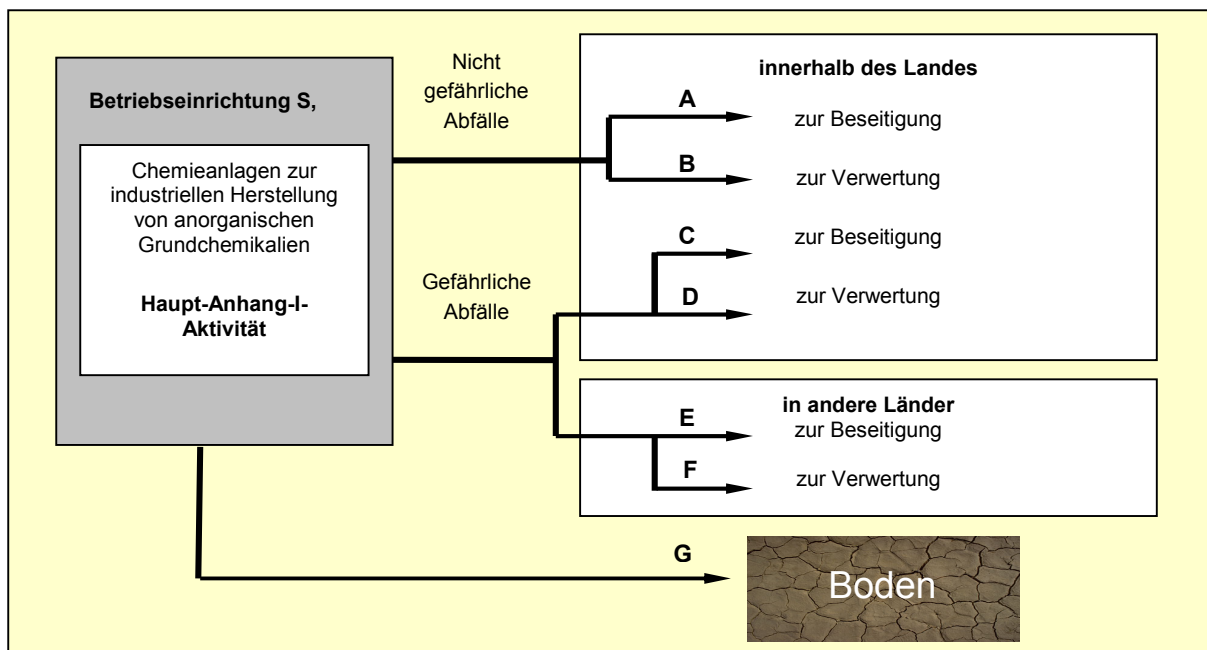 Betriebseinrichtung S,
Chemieanlagen zur
industriellen Herstellung
von anorganischen
Grundchemikalien
Haupt-Anhang-I-
Aktivität
Nicht
gefährliche
Abfälle
Gefährliche
Abfälle
innerhalb des Landes
A
zur Beseitigung
B
zur Verwertung
C
zur Beseitigung
D
zur Verwertung
in andere Länder
E
zur Beseitigung
F
zur Verwertung
G
Boden